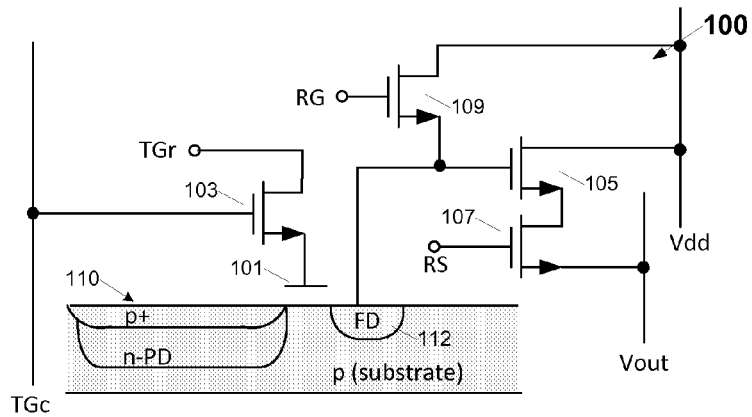 100
RG
109
TGr
103
105
107
101
RS
Vdd
110
p+
FD
112
n-PD
p (substrate)
Vout
TGc